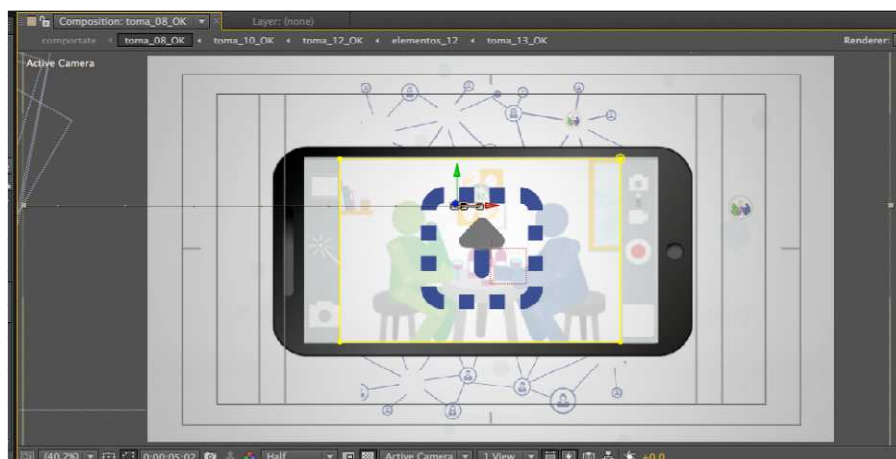 Composition: toma_08_OK Layer: (none)
comportate toma_08_OK toma_10_OK toma_12_OK elementos_12 toma_13_OK Renderer:
Active Camera
(40,2%) 0:00:05:02 Half Active Camera 1 View +0,0